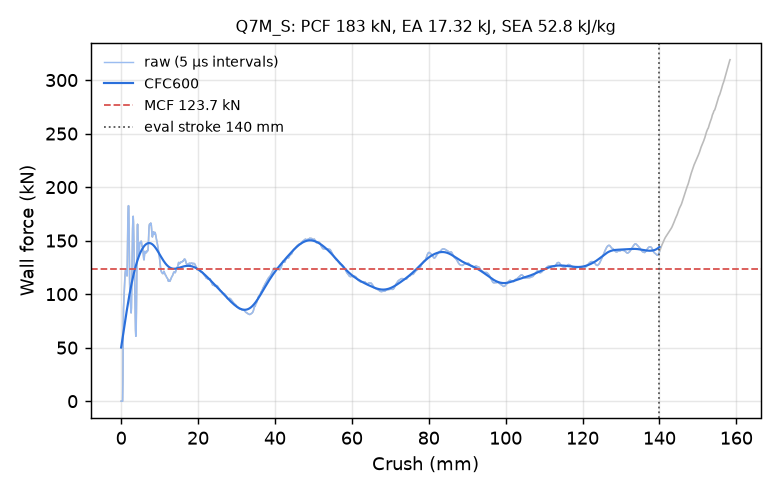 Q7M_S: PCF 183 kN, EA 17.32 kJ, SEA 52.8 kJ/kg
raw (5 µs intervals)
CFC600
MCF 123.7 kN
eval stroke 140 mm
Wall force (kN)
300
250
200
150
100
50
0
0 20 40 60 80 100 120 140 160
Crush (mm)